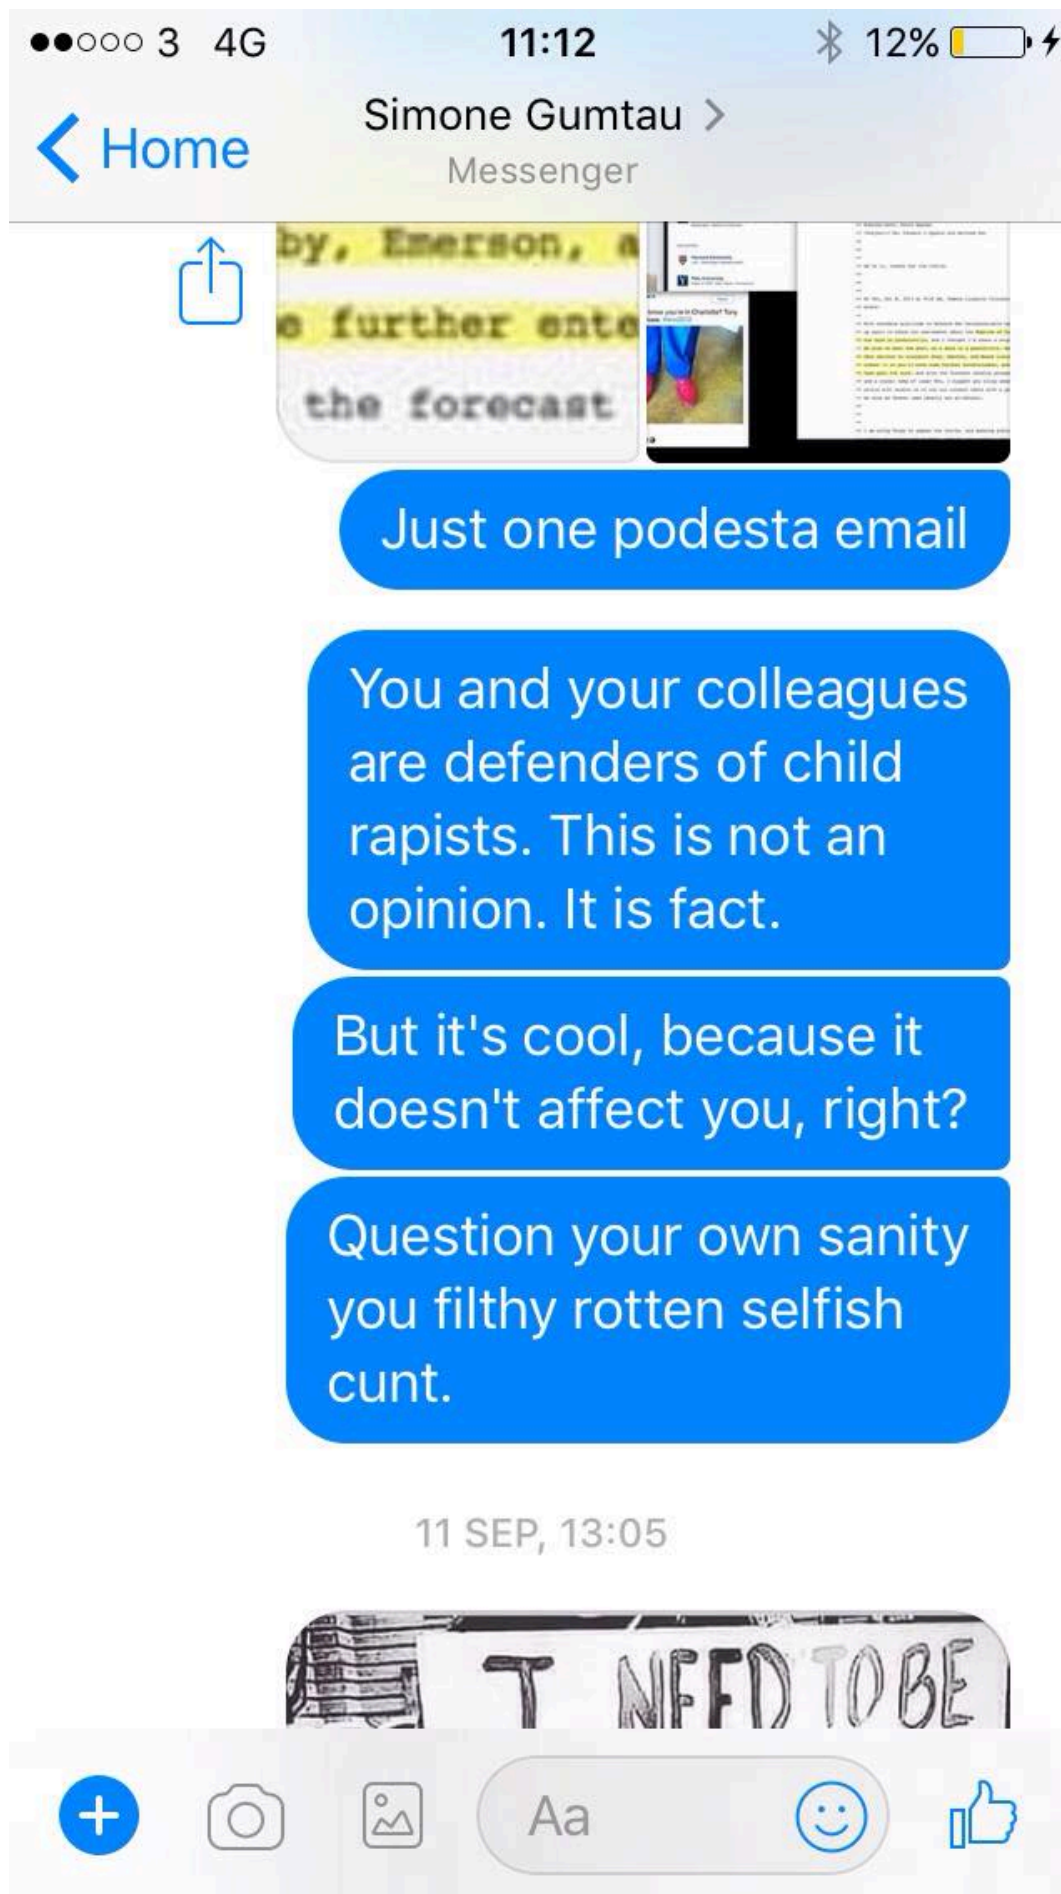 3 4G 11:12 12%
Home
Simone Gumtau
Messenger
by, Emerson, a
e further ente
the forecast
Just one podesta email
You and your colleagues
are defenders of child
rapists. This is not an
opinion. It is fact.
But it's cool, because it
doesn't affect you, right?
Question your own sanity
you filthy rotten selfish
cunt.
11 SEP, 13:05
I NEED TO BE
Aa